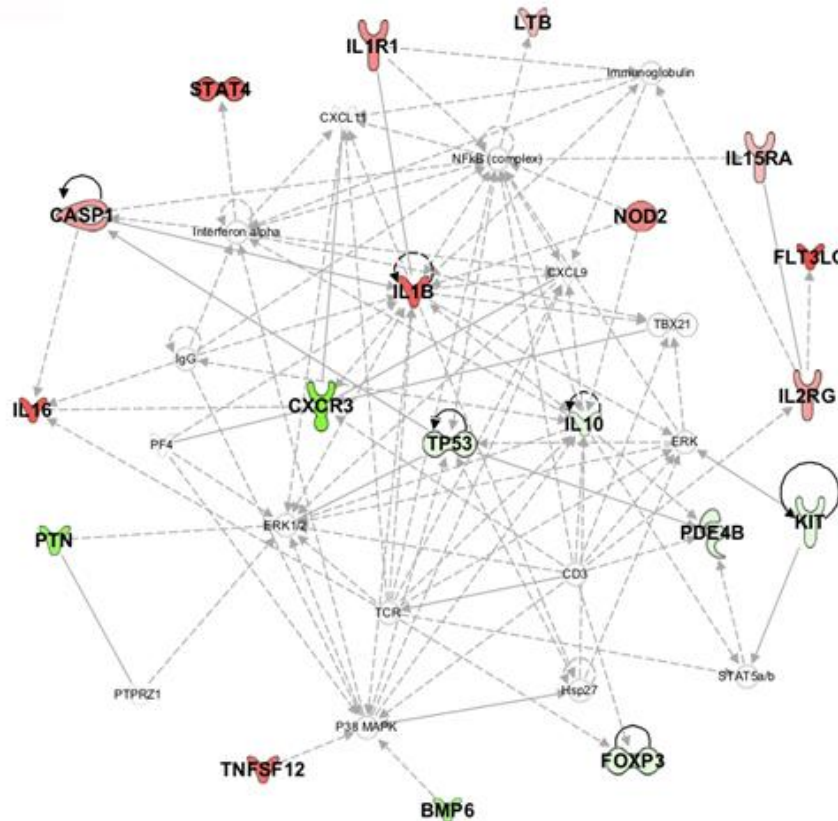 LTB
IL1R1
Immunoglobulin
STAT4
CXCL11
NFkB (complex)
IL15RA
CASP1
NOD2
Interferon alpha
FLT3LG
CXCL9
IL1B
TBX21
IgG
IL2RG
IL16
CXCR3
IL10
TP53
PF4
ERK
ERK1/2
PDE4B
KIT
PTN
CD3
TCR
STAT5a/b
Hsp27
PTPRZ1
P38 MAPK
FOXP3
TNFSF12
BMP6